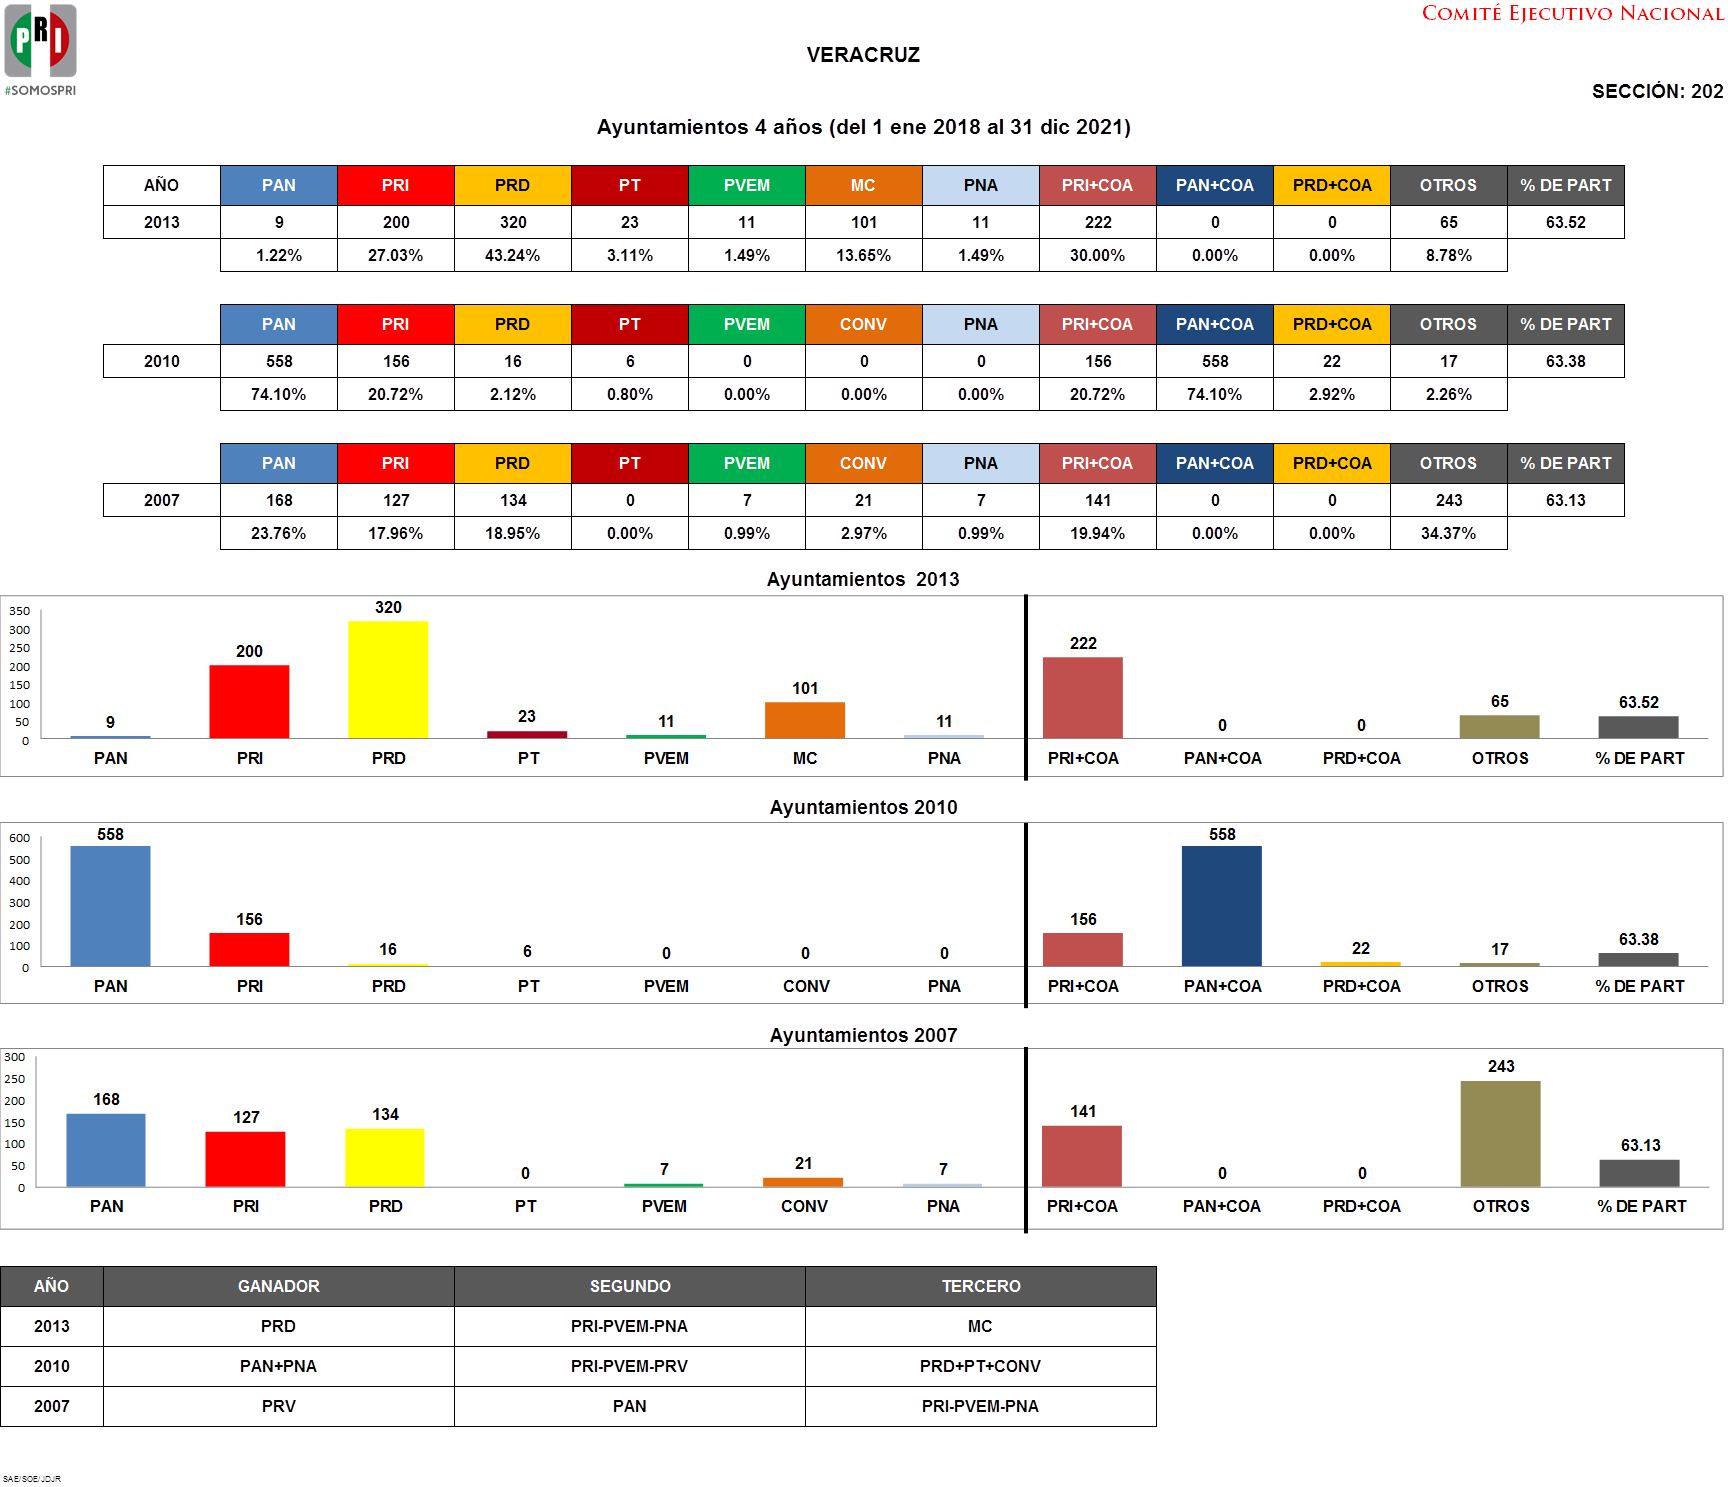 COMITÉ EJECUTIVO NACIONAL
PRI
#SOMOSPRI
VERACRUZ
SECCIÓN: 202
Ayuntamientos 4 años (del 1 ene 2018 al 31 dic 2021)
AÑO PAN PRI PRD PT PVEM MC PNA PRI+COA PAN+COA PRD+COA OTROS % DE PART
2013 9 200 320 23 11 101 11 222 0 0 65 63.52
1.22% 27.03% 43.24% 3.11% 1.49% 13.65% 1.49% 30.00% 0.00% 0.00% 8.78%
PAN PRI PRD PT PVEM CONV PNA PRI+COA PAN+COA PRD+COA OTROS % DE PART
2010 558 156 16 6 0 0 0 156 558 22 17 63.38
74.10% 20.72% 2.12% 0.80% 0.00% 0.00% 0.00% 20.72% 74.10% 2.92% 2.26%
PAN PRI PRD PT PVEM CONV PNA PRI+COA PAN+COA PRD+COA OTROS % DE PART
2007 168 127 134 0 7 21 7 141 0 0 243 63.13
23.76% 17.96% 18.95% 0.00% 0.99% 2.97% 0.99% 19.94% 0.00% 0.00% 34.37%
Ayuntamientos 2013
350
300
250
200
150
100
50
0
9 200 320 23 11 101 11 222 0 0 65 63.52
PAN PRI PRD PT PVEM MC PNA PRI+COA PAN+COA PRD+COA OTROS % DE PART
Ayuntamientos 2010
600
500
400
300
200
100
0
558 156 16 6 0 0 0 156 558 22 17 63.38
PAN PRI PRD PT PVEM CONV PNA PRI+COA PAN+COA PRD+COA OTROS % DE PART
Ayuntamientos 2007
300
250
200
150
100
50
0
168 127 134 0 7 21 7 141 0 0 243 63.13
PAN PRI PRD PT PVEM CONV PNA PRI+COA PAN+COA PRD+COA OTROS % DE PART
AÑO GANADOR SEGUNDO TERCERO
2013 PRD PRI-PVEM-PNA MC
2010 PAN+PNA PRI-PVEM-PRV PRD+PT+CONV
2007 PRV PAN PRI-PVEM-PNA
SAE/SOE/JDJR